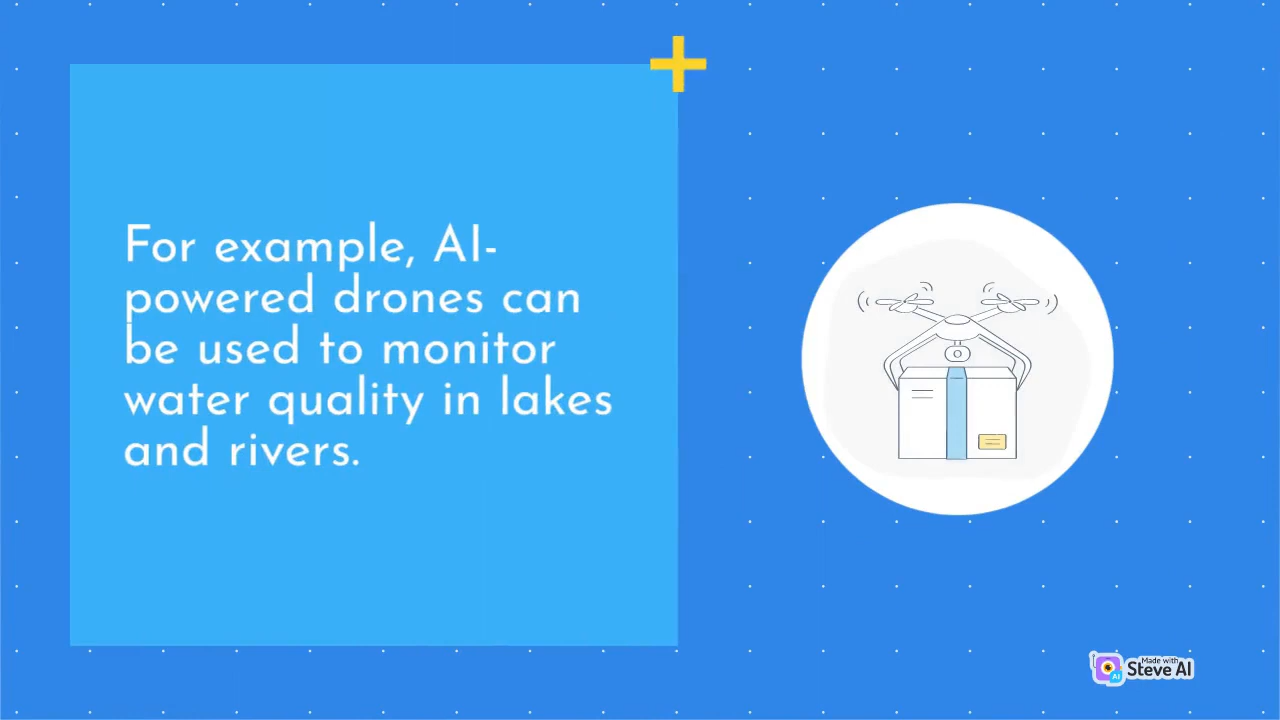 For example, AI-
powered drones can
be used to monitor
water quality in lakes
and rivers.
Made with
Steve AI
AI